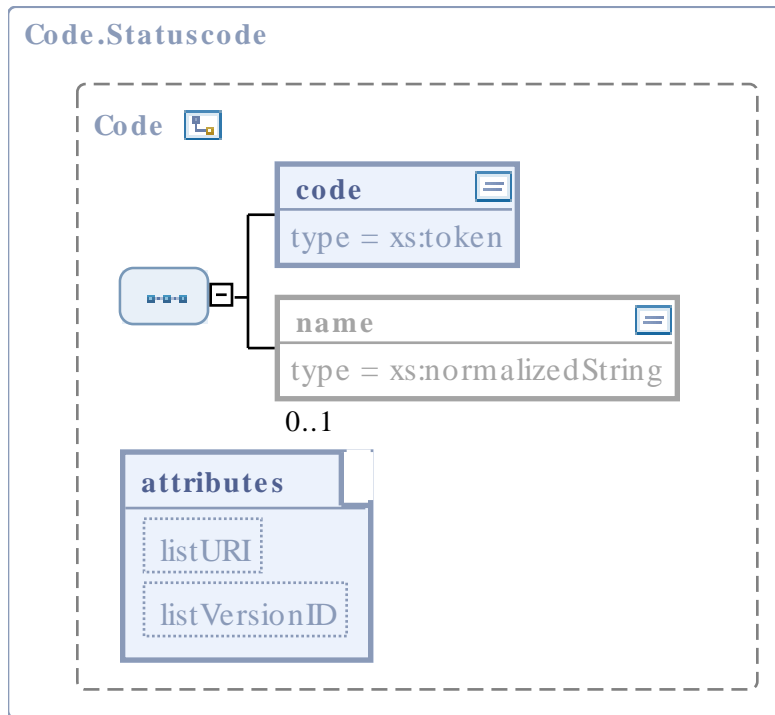 Code.Statuscode
Code
code
type = xs:token
name
type = xs:normalizedString
0..1
attributes
listURI
listVersionID